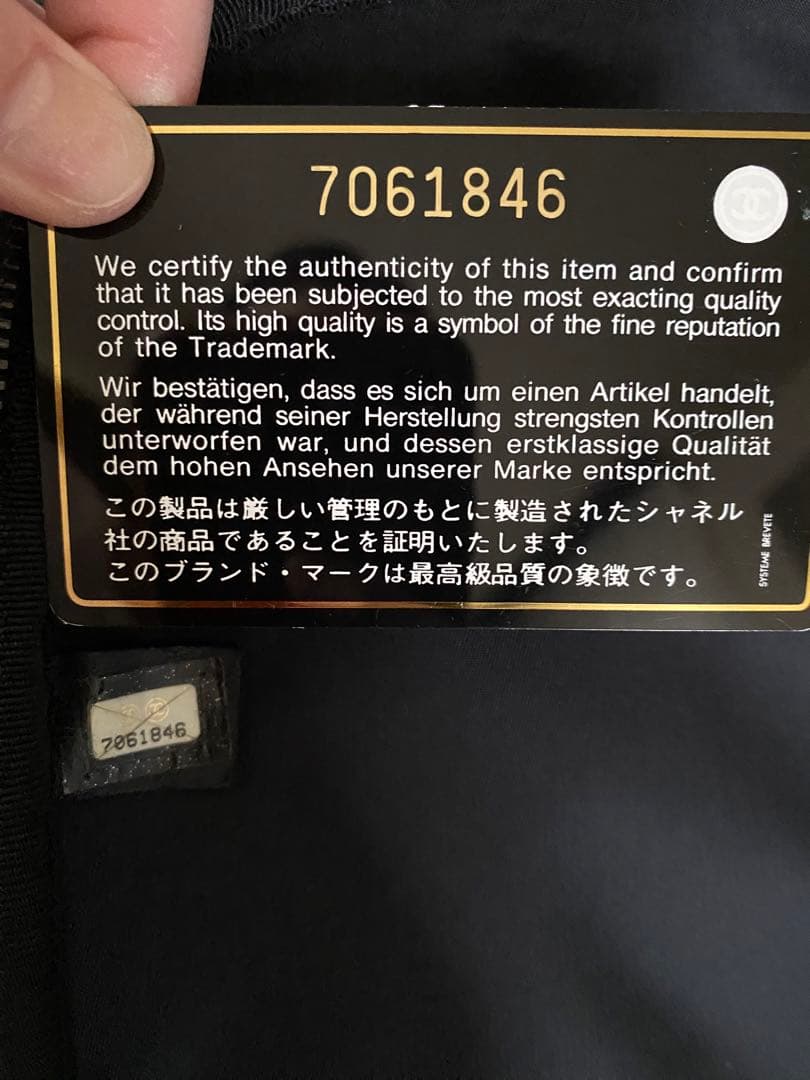 7061846
We certify the authenticity of this item and confirm
that it has been subjected to the most exacting quality
control. Its high quality is a symbol of the fine reputation
of the Trademark.
Wir bestätigen, dass es sich um einen Artikel handelt,
der während seiner Herstellung strengsten Kontrollen
unterworfen war, und dessen erstklassige Qualität
dem hohen Ansehen unserer Marke entspricht.
この製品は厳しい管理のもとに製造されたシャネル
社の商品であることを証明いたします。
このブランド・マークは最高級品質の象徴です。
SYSTEME BREVETE
7061846